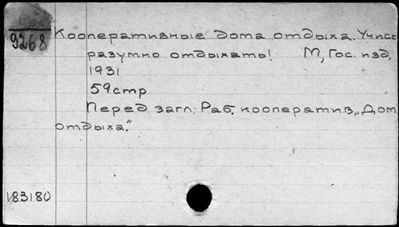 9268
Кооперативные дома отдыха. Учись
разумно отдыхать! М, Гос. изд,
1931
59стр
Перед загл: Раб. кооператив „Дом
отдыха."
183180